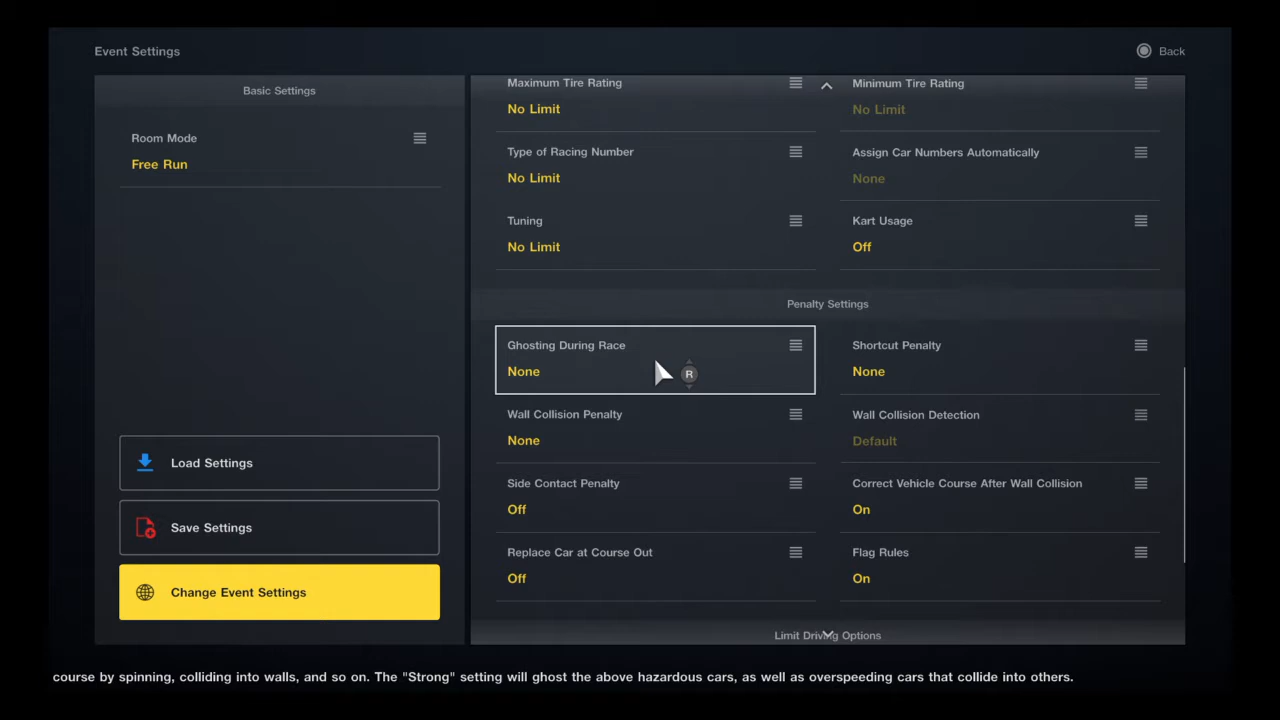 Event Settings
Back
Basic Settings
Room Mode
Free Run
Load Settings
Save Settings
Change Event Settings
Maximum Tire Rating
No Limit
Minimum Tire Rating
No Limit
Type of Racing Number
No Limit
Assign Car Numbers Automatically
None
Tuning
No Limit
Kart Usage
Off
Penalty Settings
Ghosting During Race
None
R
Shortcut Penalty
None
Wall Collision Penalty
None
Wall Collision Detection
Default
Side Contact Penalty
Off
Correct Vehicle Course After Wall Collision
On
Replace Car at Course Out
Off
Flag Rules
On
Limit Driving Options
course by spinning, colliding into walls, and so on. The "Strong" setting will ghost the above hazardous cars, as well as overspeeding cars that collide into others.